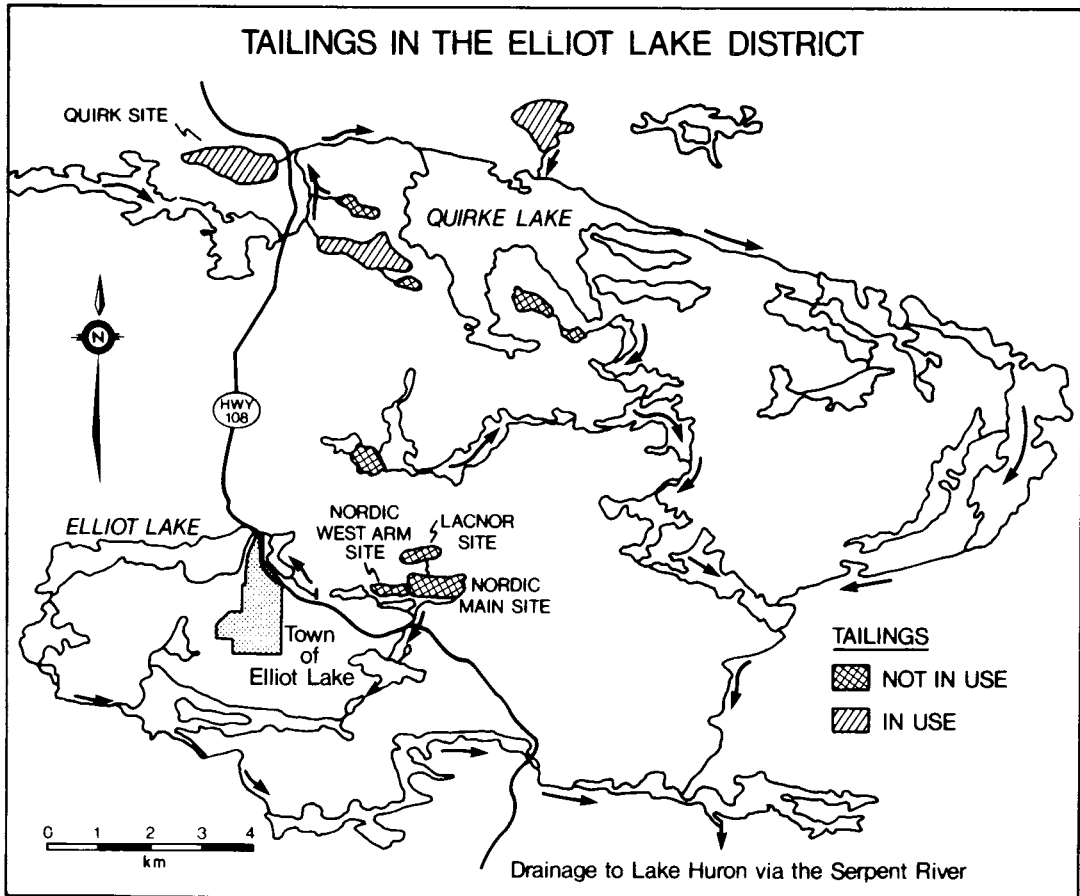 TAILINGS IN THE ELLIOT LAKE DISTRICT
QUIRK SITE
QUIRKE LAKE
N
HWY
108
ELLIOT LAKE
NORDIC
WEST ARM
SITE
LACNOR
SITE
NORDIC
MAIN SITE
Town
of
Elliot Lake
TAILINGS
NOT IN USE
IN USE
0 1 2 3 4
km
Drainage to Lake Huron via the Serpent River